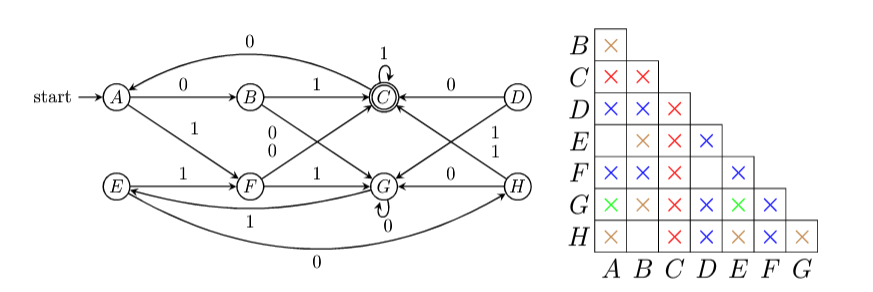 0
1
start A 0 B 1 C 0 D
1 0 1
0 1
E 1 F 1 G 0 H
1 0
0
B ×
C × ×
D × × ×
E × × ×
F × × × ×
G × × × × × ×
H × × × × × ×
A B C D E F G